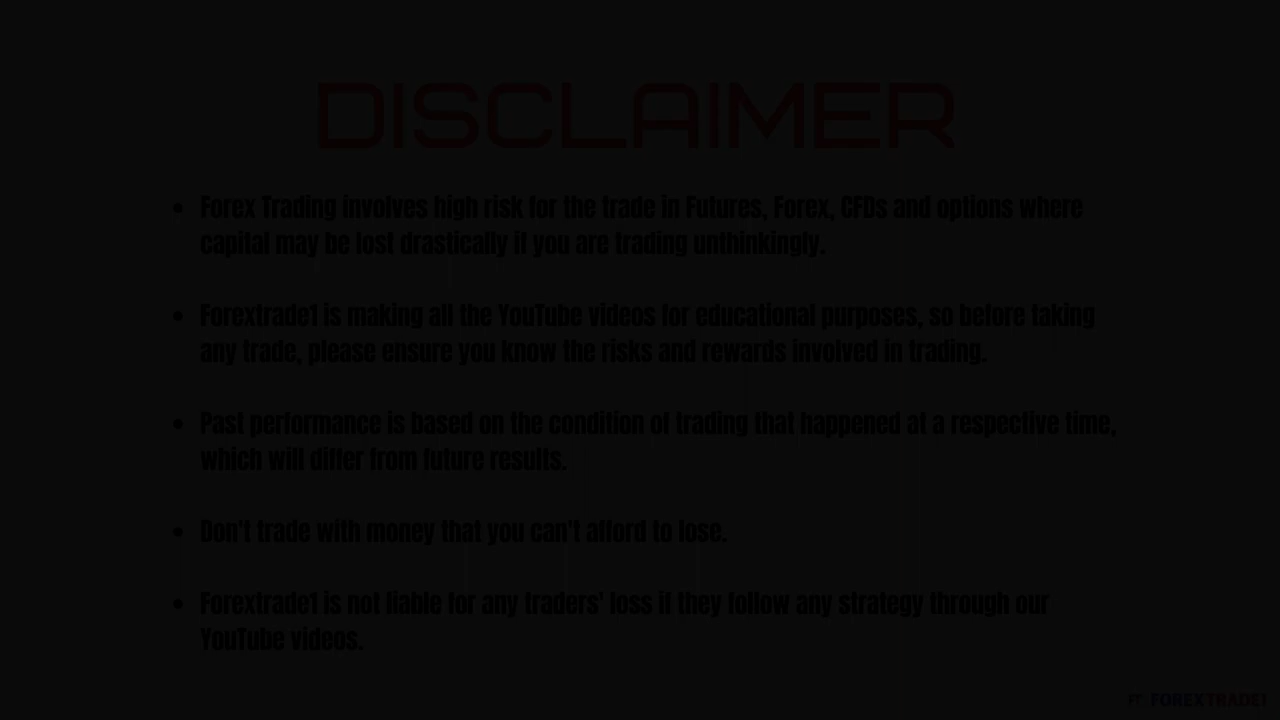 DISCLAIMER
• Forex Trading involves high risk for the trade in Futures, Forex, CFDs and options where
capital may be lost drastically if you are trading unthinkingly.
• Forextrade1 is making all the YouTube videos for educational purposes, so before taking
any trade, please ensure you know the risks and rewards involved in trading.
• Past performance is based on the condition of trading that happened at a respective time,
which will differ from future results.
• Don't trade with money that you can't afford to lose.
• Forextrade1 is not liable for any traders' loss if they follow any strategy through our
YouTube videos.
FOREXTRADE1